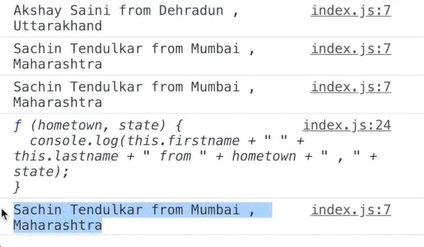 Akshay Saini from Dehradun , index.js:7
Uttarakhand
Sachin Tendulkar from Mumbai , index.js:7
Maharashtra
Sachin Tendulkar from Mumbai , index.js:7
Maharashtra
ƒ (hometown, state) { index.js:24
console.log(this.firstname + " " +
this.lastname + " from " + hometown + " , " +
state);
}
Sachin Tendulkar from Mumbai , index.js:7
Maharashtra